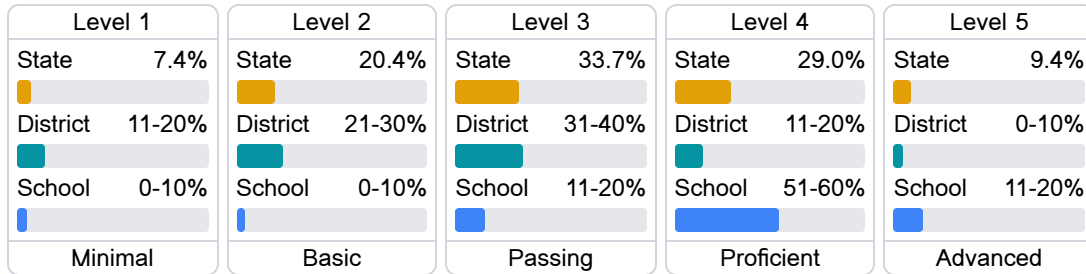 Level 1
State 7.4%
District 11-20%
School 0-10%
Minimal
Level 2
State 20.4%
District 21-30%
School 0-10%
Basic
Level 3
State 33.7%
District 31-40%
School 11-20%
Passing
Level 4
State 29.0%
District 11-20%
School 51-60%
Proficient
Level 5
State 9.4%
District 0-10%
School 11-20%
Advanced